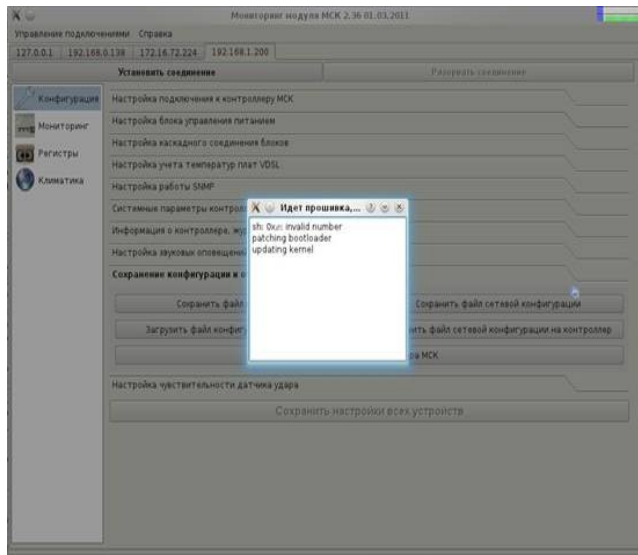 Мониторинг модуля МСК 2.36 01.03.2011
Управление подключениями Справка
127.0.0.1 192.168.0.138 172.16.72.224 192.168.1.200
Установить соединение Разорвать соединение
Конфигурация
Мониторинг
Регистры
Климатика
Настройка подключения к контроллеру МСК
Настройка блока управления питанием
Настройка каскадного соединения блоков
Настройка учета температур плат VDSL
Настройка работы SNMP
Системные параметры контрол
Информация о контроллере, жур
Настройка звуковых оповещений
Сохранение конфигурации и о
Идет прошивка,...
sh: invalid number
patching bootloader
updating kernel
Сохранить файл Сохранить файл сетевой конфигурации
Загрузить файл конфиг ить файл сетевой конфигурации на контроллер
ра МСК
Настройка чувствительности датчика удара
Сохранить настройки всех устройств